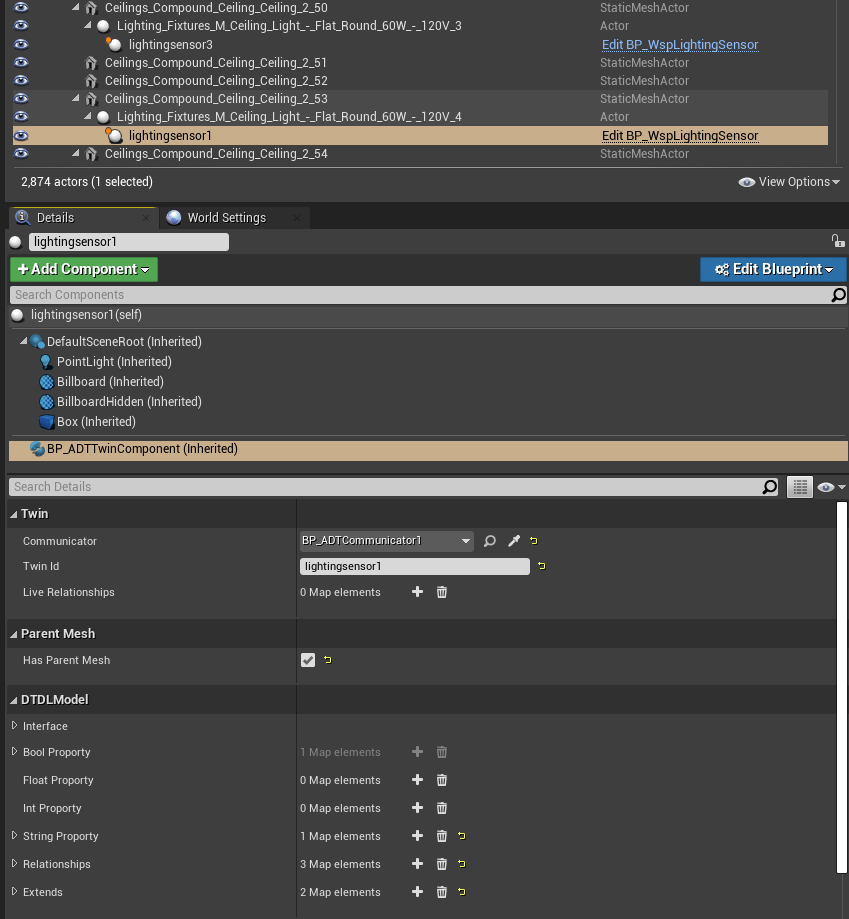 Ceilings_Compound_Ceiling_Ceiling_2_50 StaticMeshActor
Lighting_Fixtures_M_Ceiling_Light_-_Flat_Round_60W_-_120V_3 Actor
lightingsensor3 Edit BP_WspLightingSensor
Ceilings_Compound_Ceiling_Ceiling_2_51 StaticMeshActor
Ceilings_Compound_Ceiling_Ceiling_2_52 StaticMeshActor
Ceilings_Compound_Ceiling_Ceiling_2_53 StaticMeshActor
Lighting_Fixtures_M_Ceiling_Light_-_Flat_Round_60W_-_120V_4 Actor
lightingsensor1 Edit BP_WspLightingSensor
Ceilings_Compound_Ceiling_Ceiling_2_54 StaticMeshActor
2,874 actors (1 selected) View Options
Details World Settings
lightingsensor1
Add Component Edit Blueprint
Search Components
lightingsensor1(self)
DefaultSceneRoot (Inherited)
PointLight (Inherited)
Billboard (Inherited)
BillboardHidden (Inherited)
Box (Inherited)
BP_ADTTwinComponent (Inherited)
Search Details
Twin
Communicator BP_ADTCommunicator1
Twin Id lightingsensor1
Live Relationships 0 Map elements
Parent Mesh
Has Parent Mesh
DTDLModel
Interface
Bool Property 1 Map elements
Float Property 0 Map elements
Int Property 0 Map elements
String Property 1 Map elements
Relationships 3 Map elements
Extends 2 Map elements